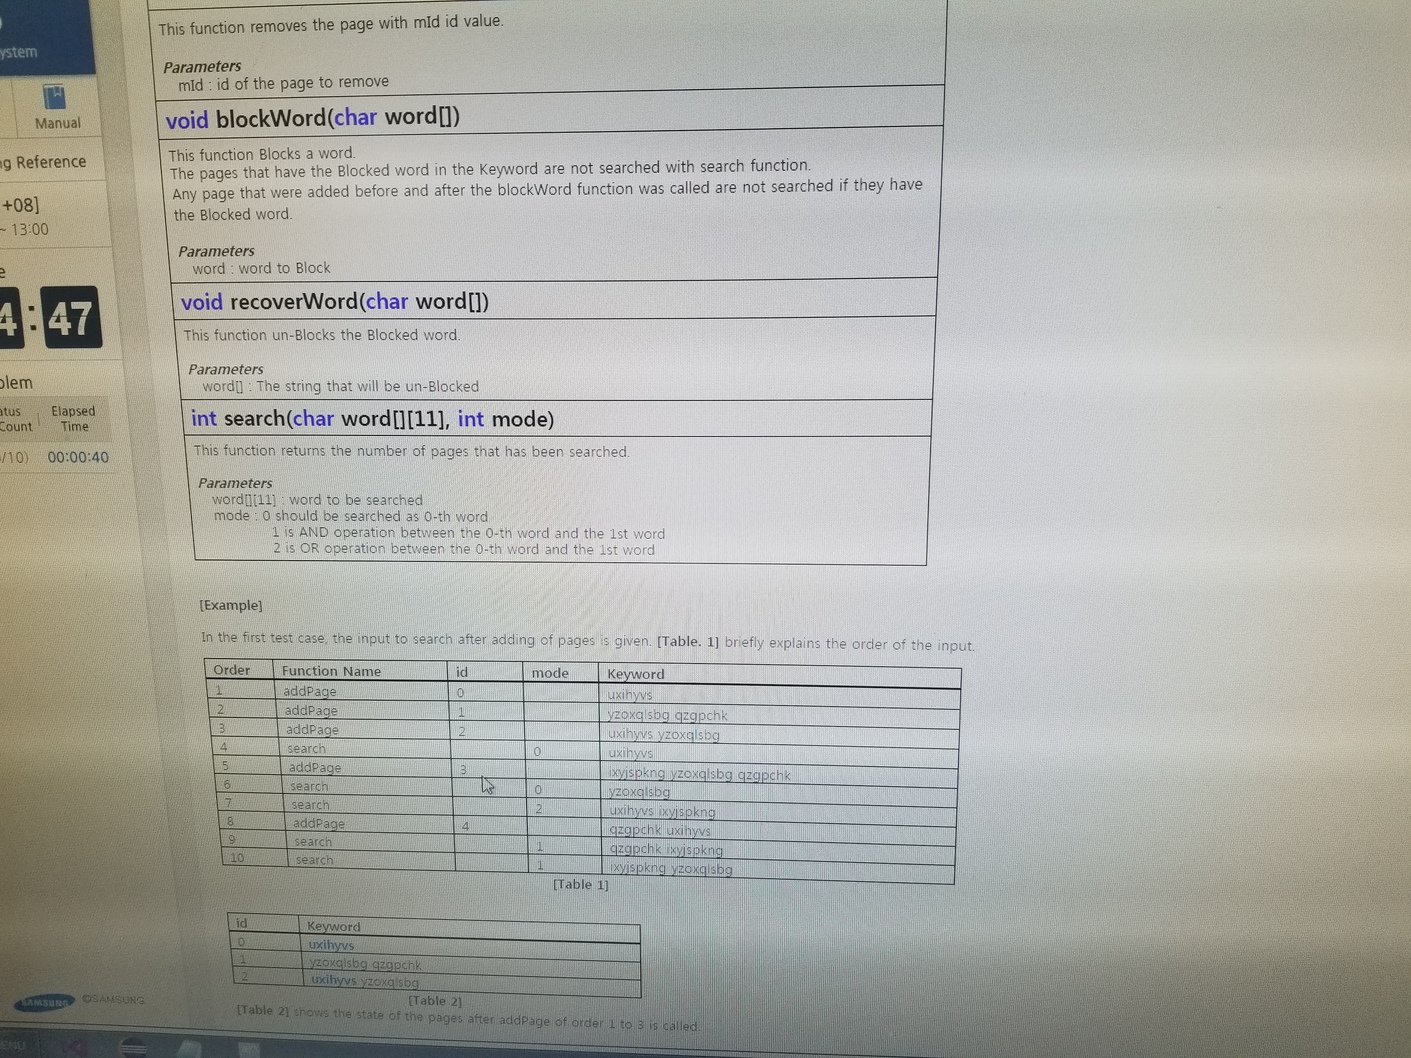 ystem
Manual
ng Reference
+08]
~ 13:00
4:47
atus
Count
Elapsed
Time
/10) 00:00:40
This function removes the page with mId id value.
Parameters
mId : id of the page to remove
void blockWord(char word[])
This function Blocks a word.
The pages that have the Blocked word in the Keyword are not searched with search function.
Any page that were added before and after the blockWord function was called are not searched if they have
the Blocked word.
Parameters
word : word to Block
void recoverWord(char word[])
This function un-Blocks the Blocked word.
Parameters
word[] : The string that will be un-Blocked
int search(char word[][11], int mode)
This function returns the number of pages that has been searched.
Parameters
word[][11] : word to be searched
mode : 0 should be searched as 0-th word
1 is AND operation between the 0-th word and the 1st word
2 is OR operation between the 0-th word and the 1st word
[Example]
In the first test case, the input to search after adding of pages is given. [Table. 1] briefly explains the order of the input.
Order Function Name id mode Keyword
1 addPage 0 uxihyvs
2 addPage 1 yzoxqlsbg qzgpchk
3 addPage 2 uxihyvs yzoxqlsbg
4 search 0 uxihyvs
5 addPage 3 ixyjspkng yzoxqlsbg qzgpchk
6 search 0 yzoxqlsbg
7 search 2 uxihyvs ixyjspkng
8 addPage 4 qzgpchk uxihyvs
9 search 1 qzgpchk ixyjspkng
10 search 1 ixyjspkng yzoxqlsbg
[Table 1]
id Keyword
0 uxihyvs
1 yzoxqlsbg qzgpchk
2 uxihyvs yzoxqlsbg
[Table 2]
[Table 2] shows the state of the pages after addPage of order 1 to 3 is called.
SAMSUNG ©SAMSUNG